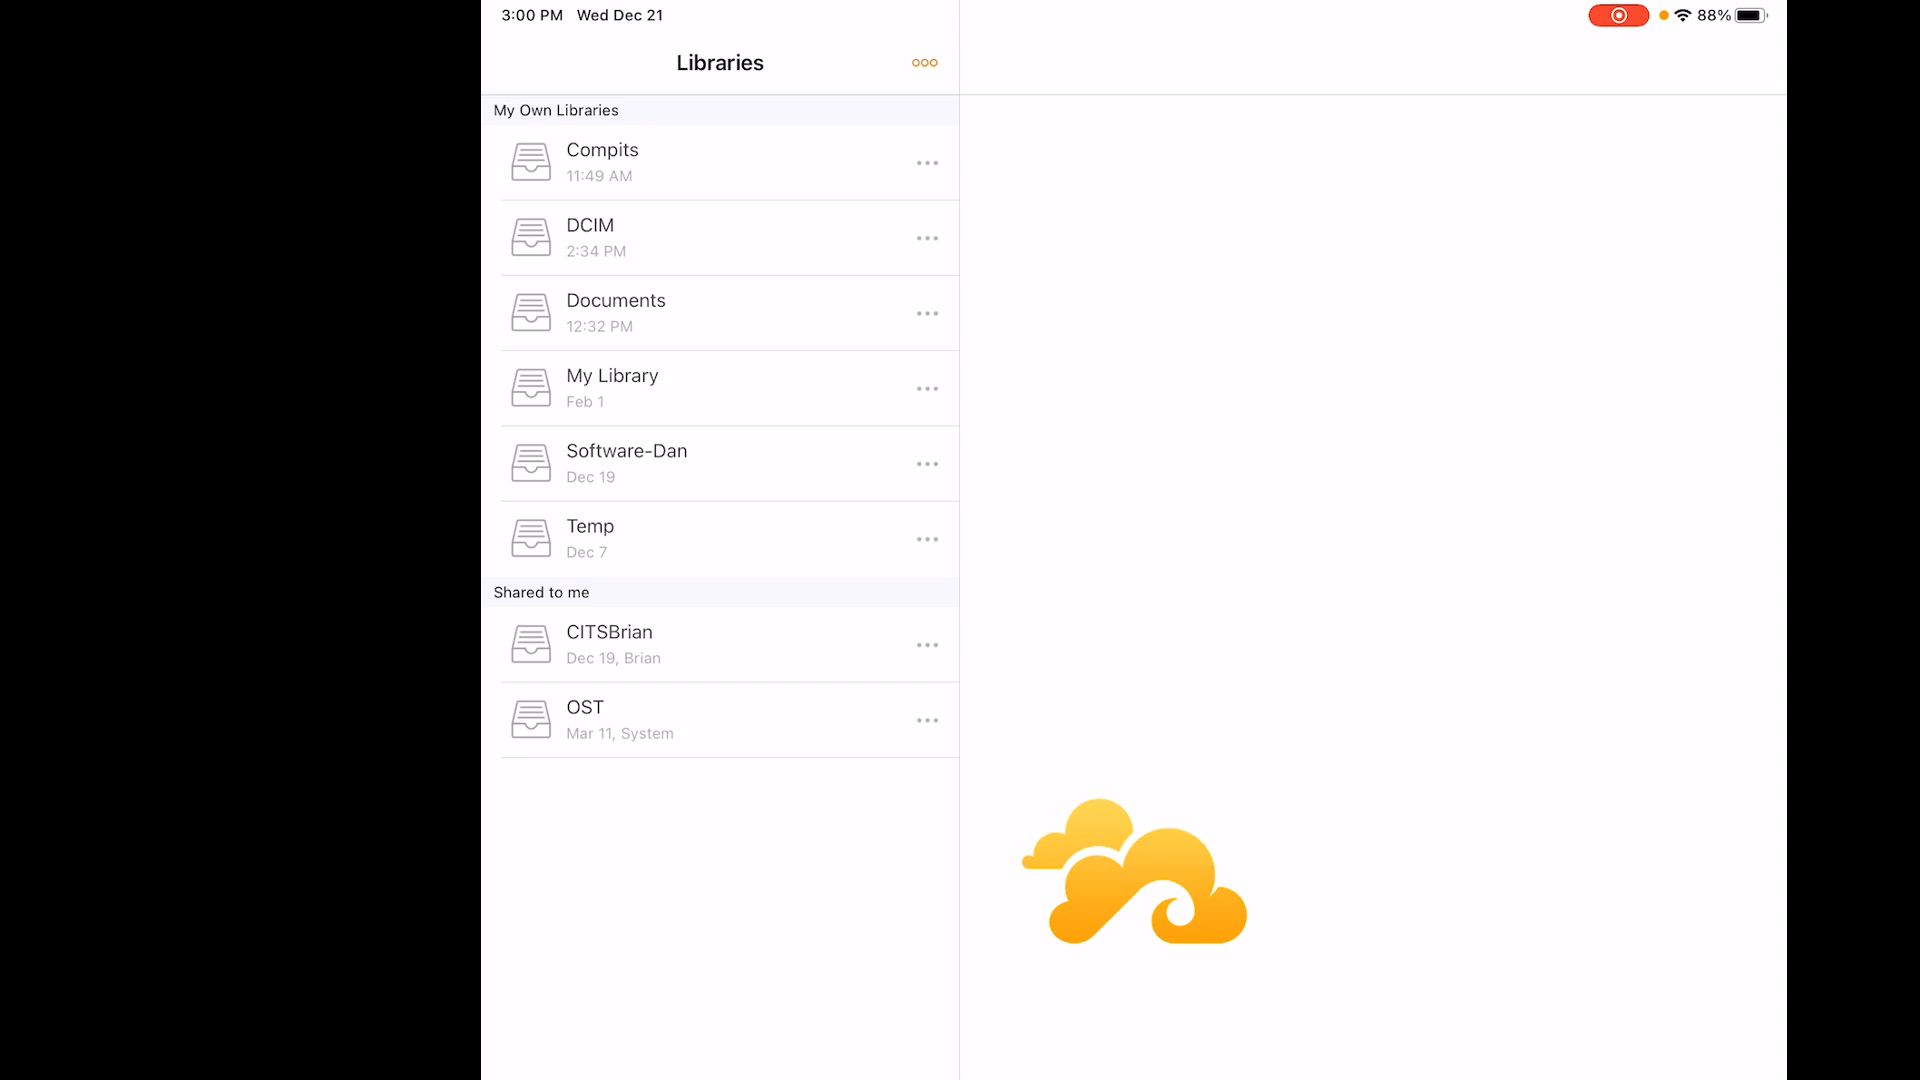 3:00 PM Wed Dec 21
88%
Libraries
My Own Libraries
Compits
11:49 AM
DCIM
2:34 PM
Documents
12:32 PM
My Library
Feb 1
Software-Dan
Dec 19
Temp
Dec 7
Shared to me
CITSBrian
Dec 19, Brian
OST
Mar 11, System